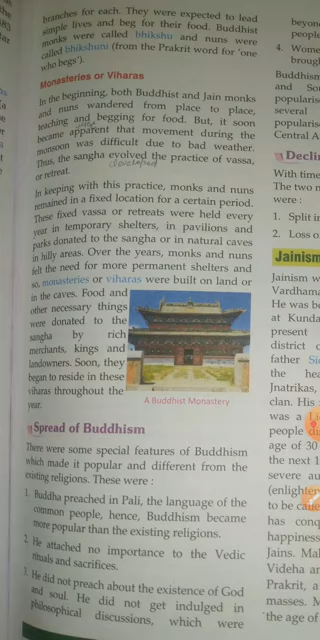 branches for each. They were expected to lead
simple lives and beg for their food. Buddhist
monks were called bhikshu and nuns were
called bhikshuni (from the Prakrit word for 'one
who begs').
Monasteries or Viharas
In the beginning, both Buddhist and Jain monks
and nuns wandered from place to place,
teaching and begging for food. But, it soon
became apparent that movement during the
monsoon was difficult due to bad weather.
Thus, the sangha evolved the practice of vassa,
or retreat.
developed
In keeping with this practice, monks and nuns
remained in a fixed location for a certain period.
These fixed vassa or retreats were held every
year in temporary shelters, in pavilions and
parks donated to the sangha or in natural caves
in hilly areas. Over the years, monks and nuns
felt the need for more permanent shelters and
so, monasteries or viharas were built on land or
in the caves. Food and
other necessary things
were donated to the
sangha by rich
merchants, kings and
landowners. Soon, they
began to reside in these
viharas throughout the
year.
A Buddhist Monastery
Spread of Buddhism
There were some special features of Buddhism
which made it popular and different from the
existing religions. These were :
1. Buddha preached in Pali, the language of the
common people, hence, Buddhism became
more popular than the existing religions.
2. He attached no importance to the Vedic
rituals and sacrifices.
3. He did not preach about the existence of God
and soul. He did not get indulged in
philosophical discussions, which were
beyon
people
4. Wome
broug
Buddhism
and So
popularis
several
popularis
Central A
Declin
With time
The two m
were :
1. Split in
2. Loss o
Jainism
Jainism w
Vardhama
He was b
at Kunda
present
district o
father Si
the hea
Jnatrikas,
clan. His
was a
people
age of 30
the next 1
severe au
(enlighten
to be calle
has conq
happiness
Jains. Mah
Videha an
Prakrit, a
masses. M
the age of